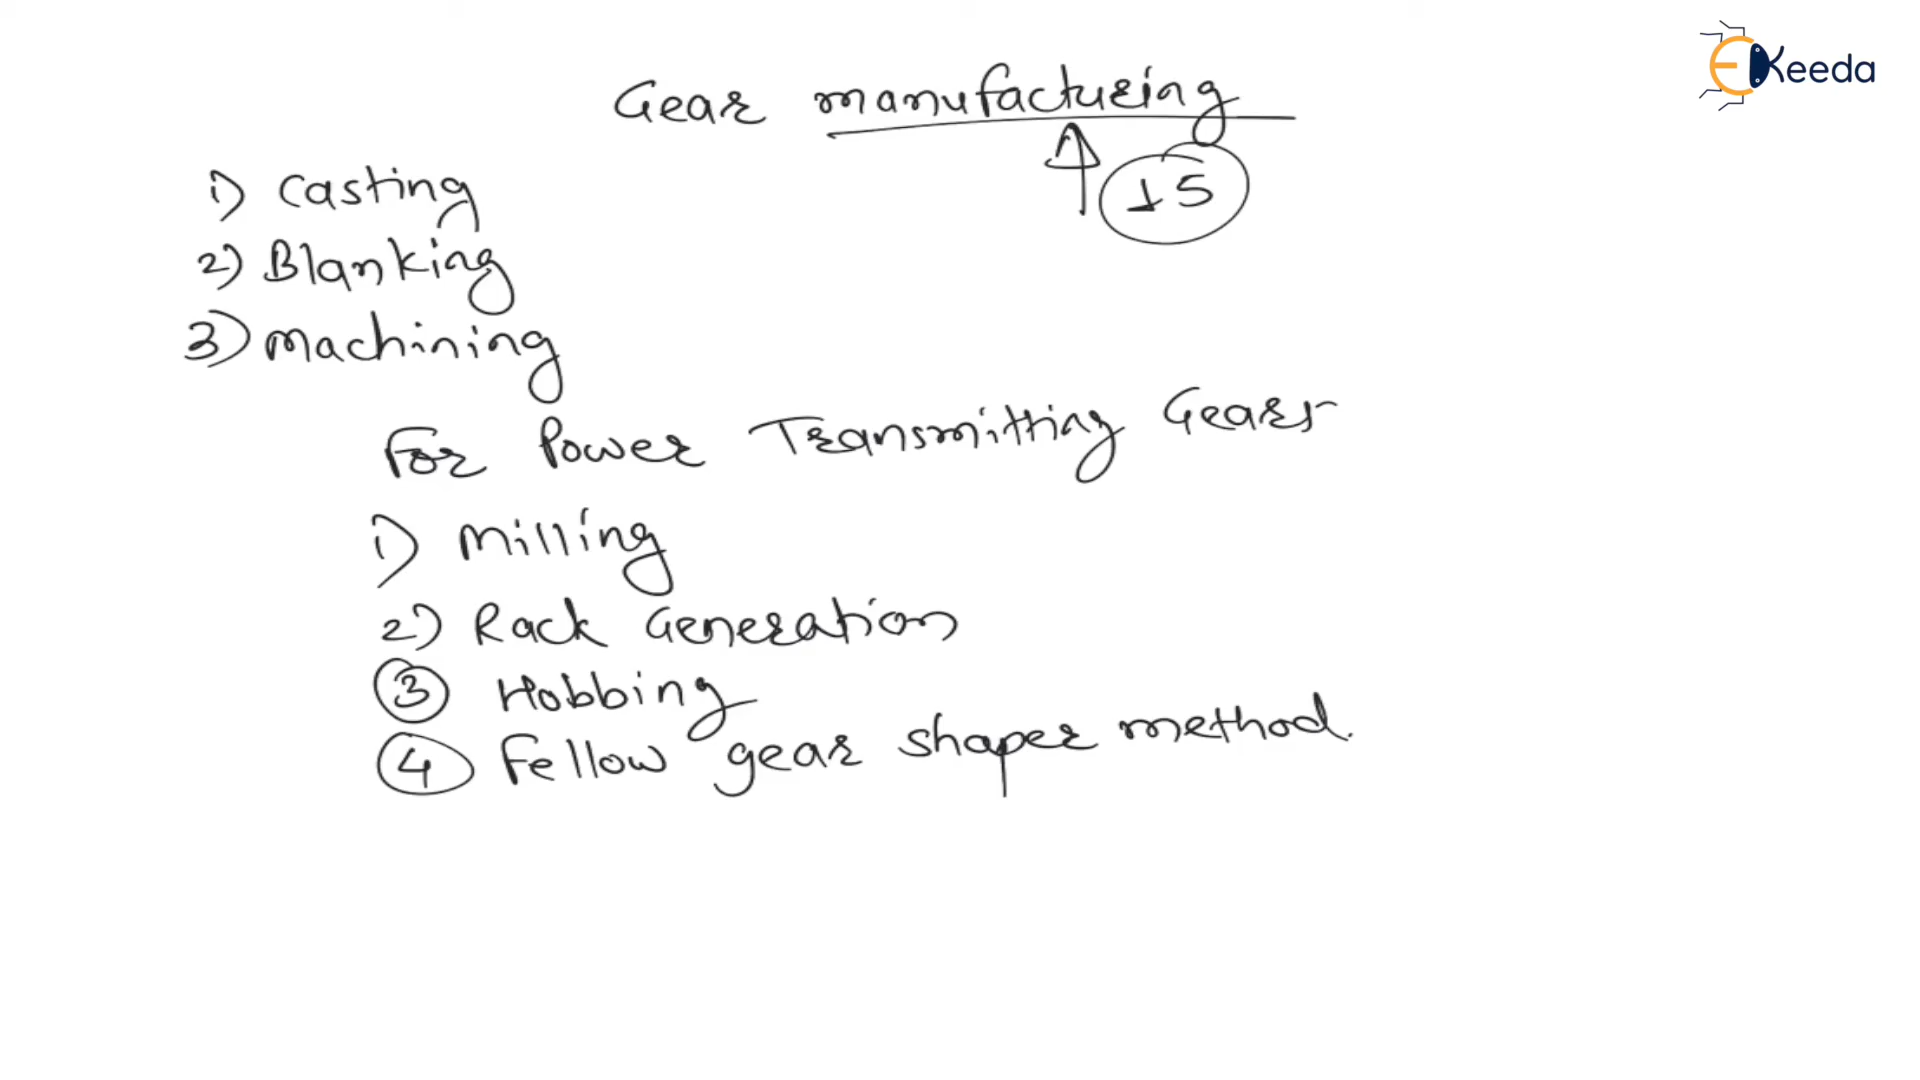 EKeeda
Gear manufacturing
15
1) Casting
2) Blanking
3) Machining
For Power Transmitting Gears
1) Milling
2) Rack Generation
3 Hobbing
4 Fellow gear shaper method.